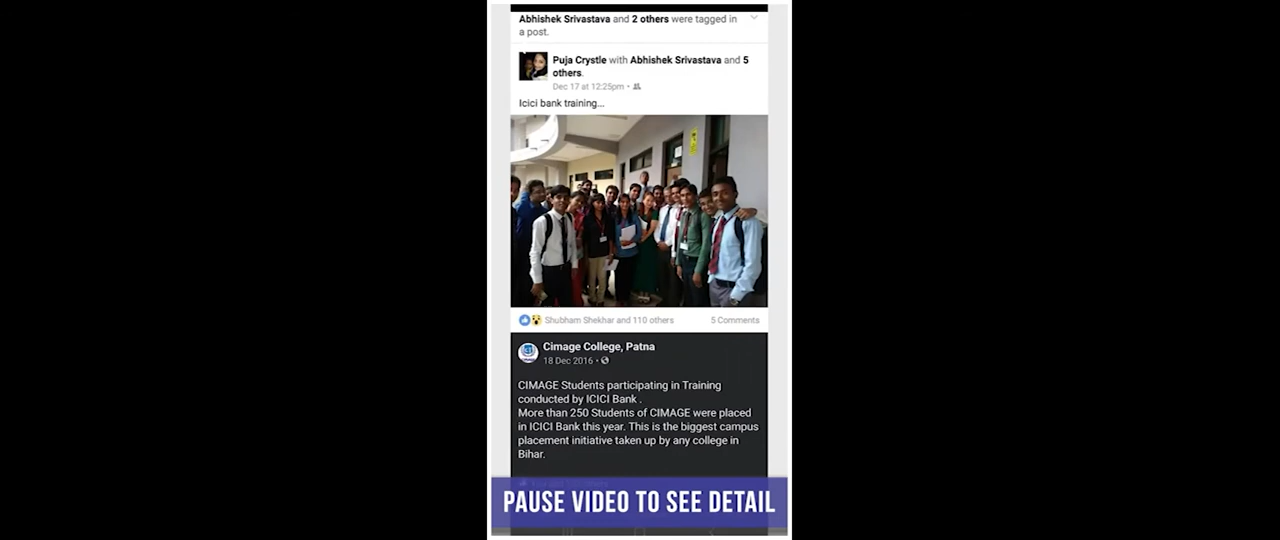 Abhishek Srivastava and 2 others were tagged in
a post.
Puja Crystle with Abhishek Srivastava and 5
others.
Dec 17 at 12:25pm
Icici bank training...
Shubham Shekhar and 110 others 5 Comments
Cimage College, Patna
18 Dec 2016
CIMAGE Students participating in Training
conducted by ICICI Bank .
More than 250 Students of CIMAGE were placed
in ICICI Bank this year. This is the biggest campus
placement initiative taken up by any college in
Bihar.
PAUSE VIDEO TO SEE DETAIL